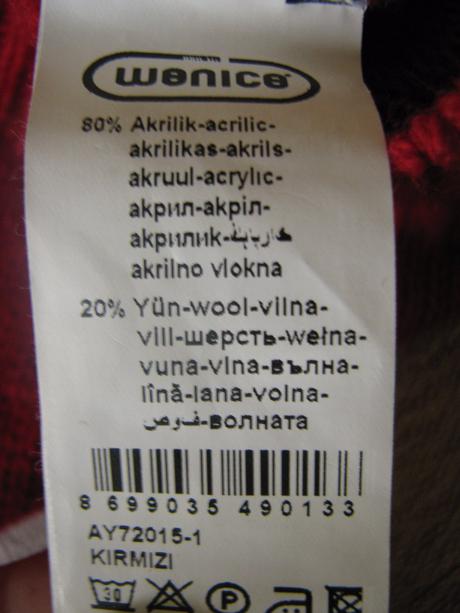 wenice
80% Akrilik-acrilic-
akrilikas-akrils-
akruul-acrylic-
акрил-акріл-
акрилик-
akrilno vlokna
20% Yün-wool-vilna-
vill-шерсть-wełna-
vuna-vlna-вълна-
lînă-lana-volna-
-волната
8 699035 490133
AY72015-1
KIRMIZI
30 P